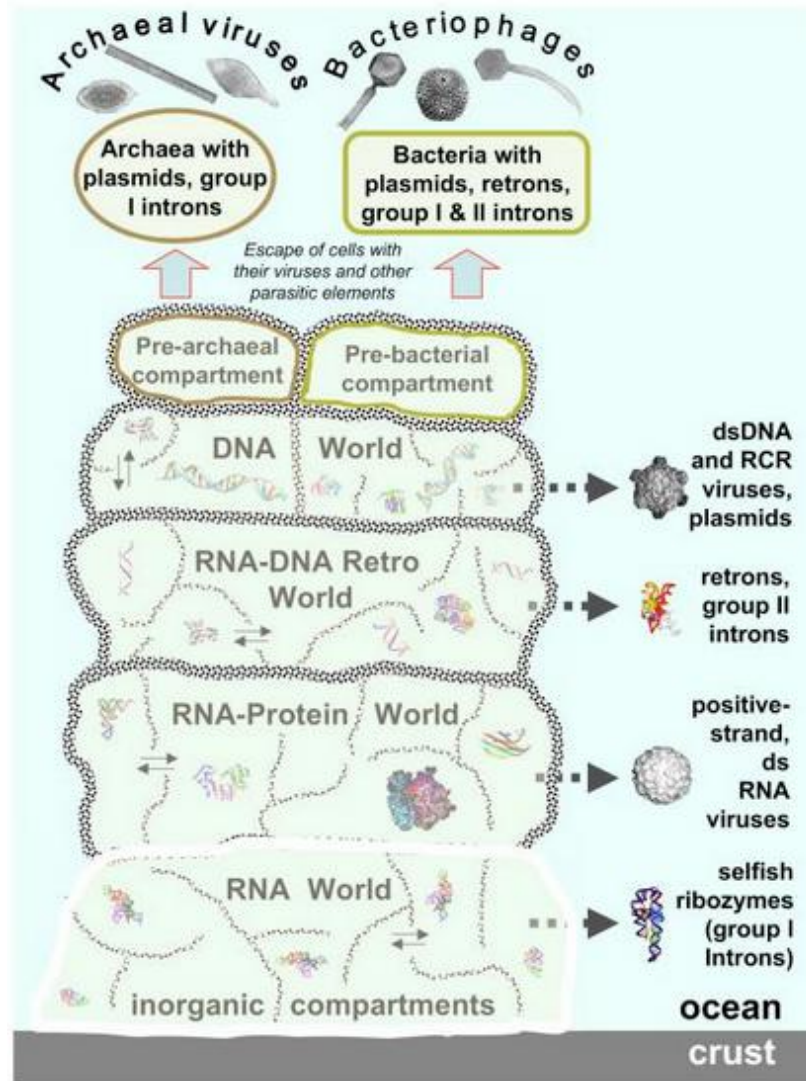 Archaeal viruses
Bacteriophages
Archaea with
plasmids, group
I introns
Bacteria with
plasmids, retrons,
group I & II introns
Escape of cells with
their viruses and other
parasitic elements
Pre-archaeal
compartment
Pre-bacterial
compartment
DNA World
dsDNA
and RCR
viruses,
plasmids
RNA-DNA Retro
World
retrons,
group II
introns
RNA-Protein World
positive-
strand,
ds
RNA
viruses
RNA World
selfish
ribozymes
(group I
Introns)
inorganic compartments
ocean
crust